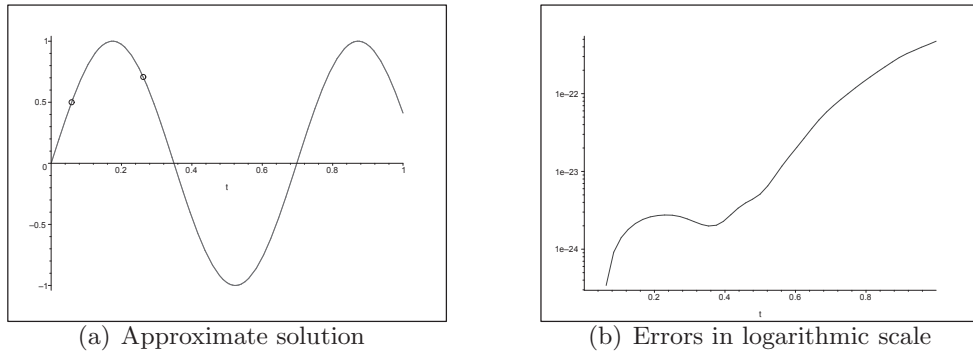 1
0.5
0
0.2
0.4
0.6
0.8
1
t
−0.5
−1
(a) Approximate solution
1e−22
1e−23
1e−24
0.2
0.4
0.6
0.8
t
(b) Errors in logarithmic scale